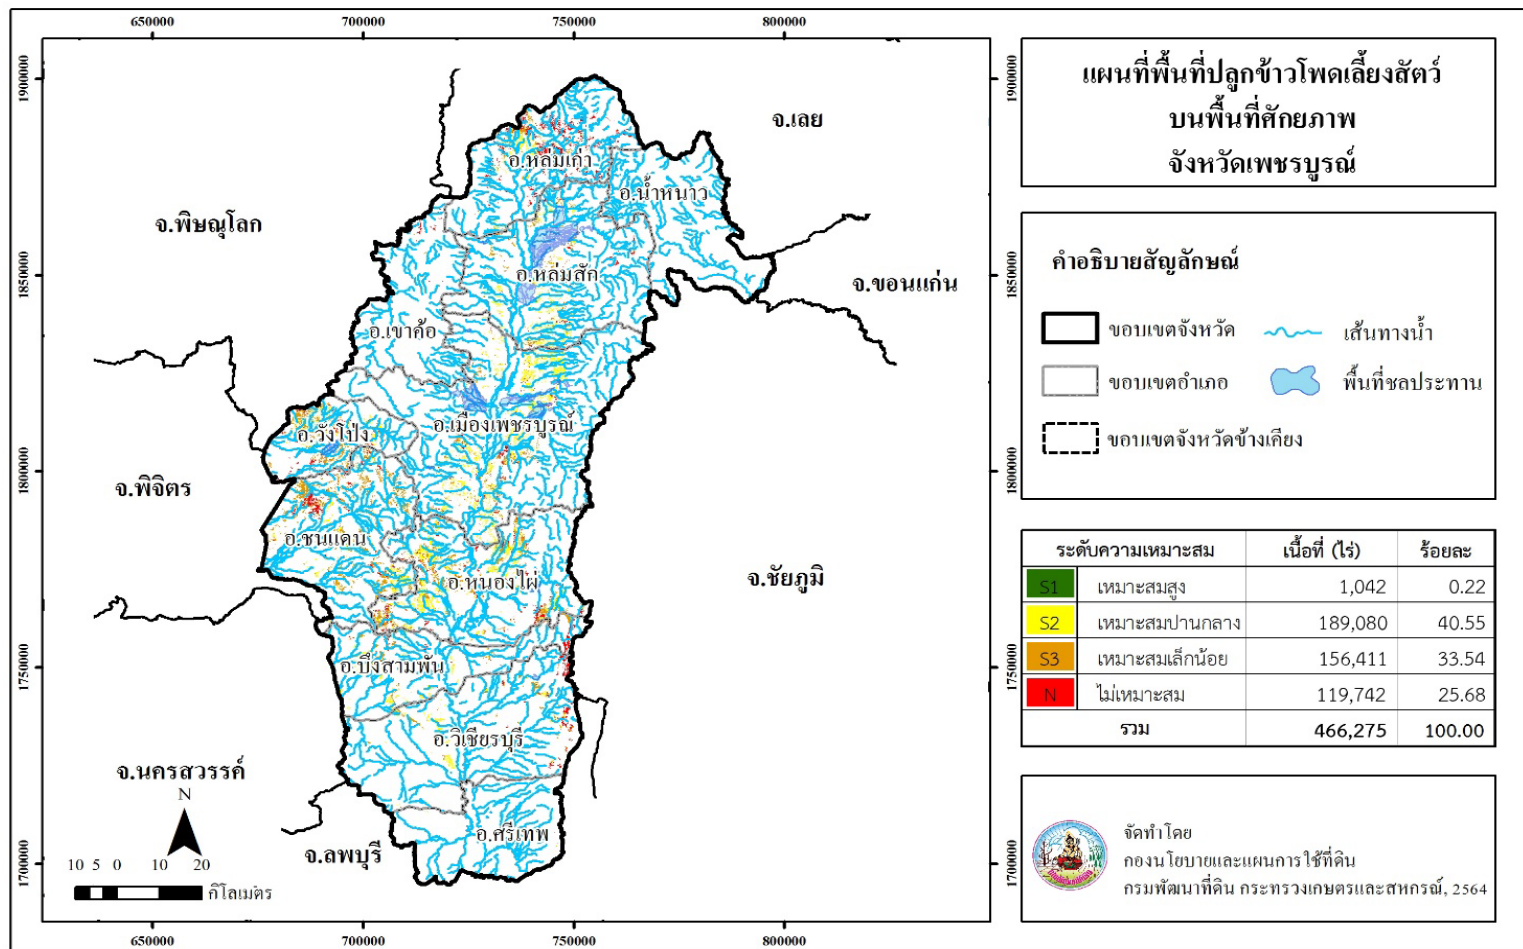 650000
700000
750000
800000
1900000
1850000
1800000
1750000
1700000
จ.เลย
อ.หล่มเก่า
อ.น้ำหนาว
จ.พิษณุโลก
อ.หล่มสัก
จ.ขอนแก่น
อ.เขาค้อ
อ.เมืองเพชรบูรณ์
อ.วังโป่ง
จ.พิจิตร
อ.ชนแดน
อ.หนองไผ่
จ.ชัยภูมิ
อ.บึงสามพัน
อ.วิเชียรบุรี
จ.นครสวรรค์
อ.ศรีเทพ
จ.ลพบุรี
N
10 5 0 10 20
กิโลเมตร
1900000
1850000
1800000
1750000
1700000
650000
700000
750000
800000
แผนที่พื้นที่ปลูกข้าวโพดเลี้ยงสัตว์
บนพื้นที่ศักยภาพ
จังหวัดเพชรบูรณ์
คำอธิบายสัญลักษณ์
ขอบเขตจังหวัด เส้นทางน้ำ
ขอบเขตอำเภอ พื้นที่ชลประทาน
ขอบเขตจังหวัดข้างเคียง
ระดับความเหมาะสม เนื้อที่ (ไร่) ร้อยละ
S1 เหมาะสมสูง 1,042 0.22
S2 เหมาะสมปานกลาง 189,080 40.55
S3 เหมาะสมเล็กน้อย 156,411 33.54
N ไม่เหมาะสม 119,742 25.68
รวม 466,275 100.00
จัดทำโดย
กองนโยบายและแผนการใช้ที่ดิน
กรมพัฒนาที่ดิน กระทรวงเกษตรและสหกรณ์, 2564